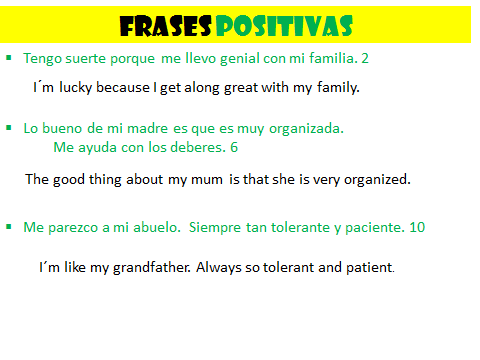 FRASES POSITIVAS
▪ Tengo suerte porque me llevo genial con mi familia. 2
I´m lucky because I get along great with my family.
▪ Lo bueno de mi madre es que es muy organizada.
Me ayuda con los deberes. 6
The good thing about my mum is that she is very organized.
▪ Me parezco a mi abuelo. Siempre tan tolerante y paciente. 10
I´m like my grandfather. Always so tolerant and patient.